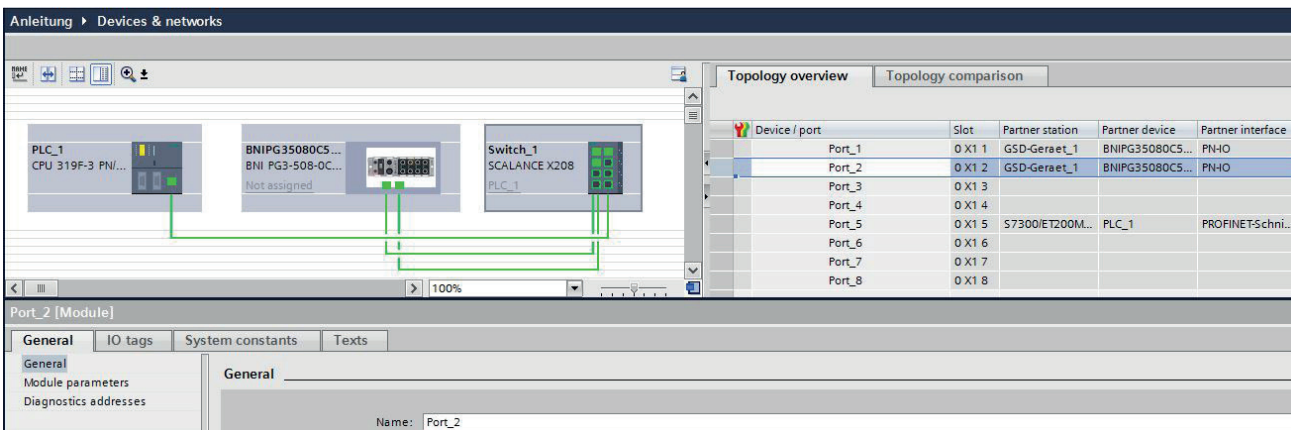 Anleitung ▸ Devices & networks
Topology overview Topology comparison
Device / port Slot Partner station Partner device Partner interface
Port_1 0 X1 1 GSD-Geraet_1 BNIPG35080C5... PN-IO
Port_2 0 X1 2 GSD-Geraet_1 BNIPG35080C5... PN-IO
Port_3 0 X1 3
Port_4 0 X1 4
Port_5 0 X1 5 S7300/ET200M... PLC_1 PROFINET-Schni...
Port_6 0 X1 6
Port_7 0 X1 7
Port_8 0 X1 8
PLC_1
CPU 319F-3 PN/...
BNIPG35080C5...
BNI PG3-508-0C...
Not assigned
Switch_1
SCALANCE X208
PLC_1
100%
Port_2 [Module]
General IO tags System constants Texts
General
Module parameters
Diagnostics addresses
General
Name: Port_2